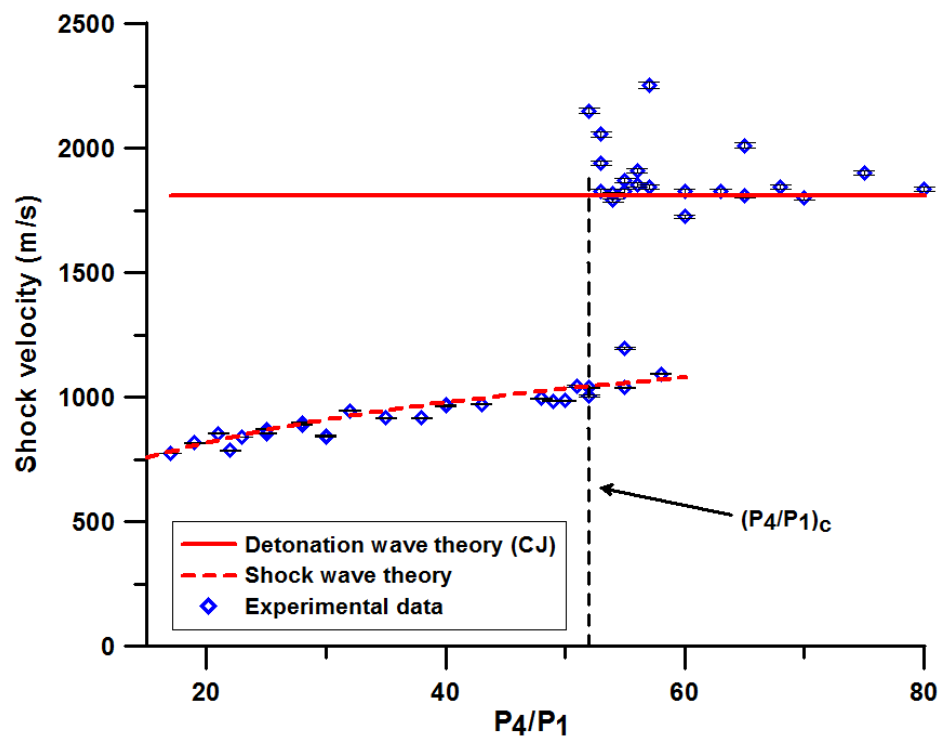 2500
2000
1500
1000
500
0
Shock velocity (m/s)
(P4/P1)c
Detonation wave theory (CJ)
Shock wave theory
Experimental data
20 40 60 80
P4/P1